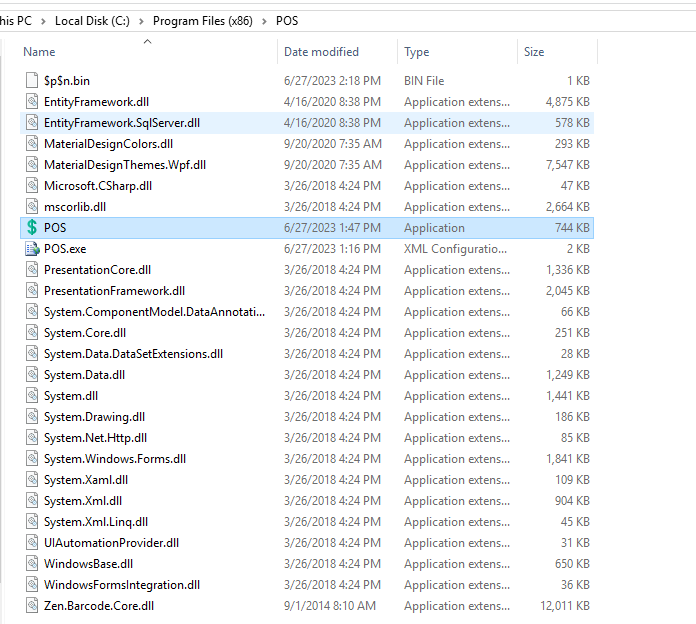 his PC > Local Disk (C:) > Program Files (x86) > POS
Name Date modified Type Size
$p$n.bin 6/27/2023 2:18 PM BIN File 1 KB
EntityFramework.dll 4/16/2020 8:38 PM Application extens... 4,875 KB
EntityFramework.SqlServer.dll 4/16/2020 8:38 PM Application extens... 578 KB
MaterialDesignColors.dll 9/20/2020 7:35 AM Application extens... 293 KB
MaterialDesignThemes.Wpf.dll 9/20/2020 7:35 AM Application extens... 7,547 KB
Microsoft.CSharp.dll 3/26/2018 4:24 PM Application extens... 47 KB
mscorlib.dll 3/26/2018 4:24 PM Application extens... 2,664 KB
POS 6/27/2023 1:47 PM Application 744 KB
POS.exe 6/27/2023 1:16 PM XML Configuratio... 2 KB
PresentationCore.dll 3/26/2018 4:24 PM Application extens... 1,336 KB
PresentationFramework.dll 3/26/2018 4:24 PM Application extens... 2,045 KB
System.ComponentModel.DataAnnotati... 3/26/2018 4:24 PM Application extens... 66 KB
System.Core.dll 3/26/2018 4:24 PM Application extens... 251 KB
System.Data.DataSetExtensions.dll 3/26/2018 4:24 PM Application extens... 28 KB
System.Data.dll 3/26/2018 4:24 PM Application extens... 1,249 KB
System.dll 3/26/2018 4:24 PM Application extens... 1,441 KB
System.Drawing.dll 3/26/2018 4:24 PM Application extens... 186 KB
System.Net.Http.dll 3/26/2018 4:24 PM Application extens... 85 KB
System.Windows.Forms.dll 3/26/2018 4:24 PM Application extens... 1,841 KB
System.Xaml.dll 3/26/2018 4:24 PM Application extens... 109 KB
System.Xml.dll 3/26/2018 4:24 PM Application extens... 904 KB
System.Xml.Linq.dll 3/26/2018 4:24 PM Application extens... 45 KB
UIAutomationProvider.dll 3/26/2018 4:24 PM Application extens... 31 KB
WindowsBase.dll 3/26/2018 4:24 PM Application extens... 650 KB
WindowsFormsIntegration.dll 3/26/2018 4:24 PM Application extens... 36 KB
Zen.Barcode.Core.dll 9/1/2014 8:10 AM Application extens... 12,011 KB